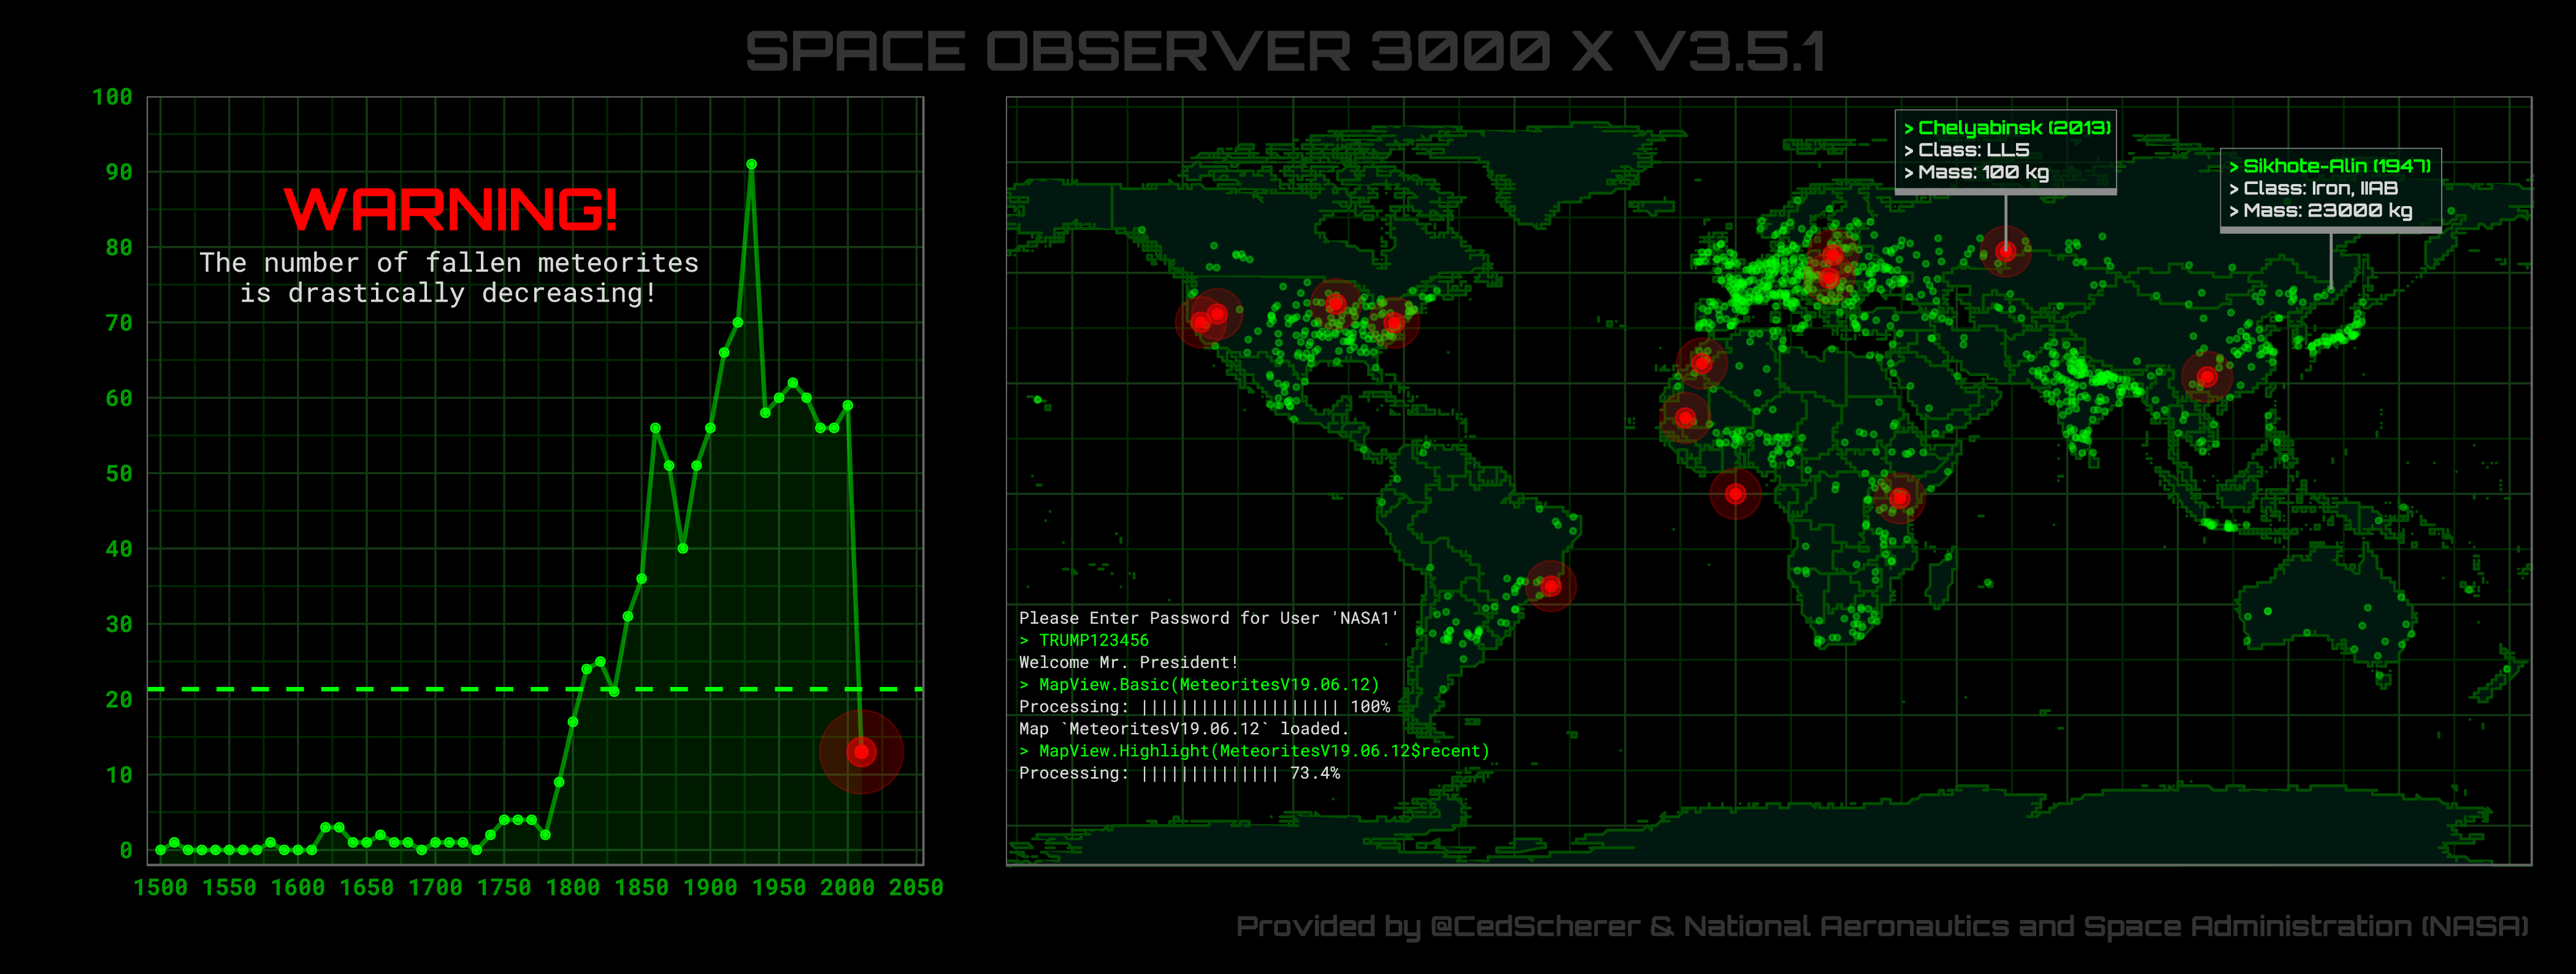 SPACE OBSERVER 3000 X V3.5.1
100
90
80
70
60
50
40
30
20
10
0
1500 1550 1600 1650 1700 1750 1800 1850 1900 1950 2000 2050
WARNING!
The number of fallen meteorites
is drastically decreasing!
> Chelyabinsk (2013)
> Class: LL5
> Mass: 100 kg
> Sikhote-Alin (1947)
> Class: Iron, IIAB
> Mass: 23000 kg
Please Enter Password for User 'NASA1'
> TRUMP123456
Welcome Mr. President!
> MapView.Basic(MeteoritesV19.06.12)
Processing: |||||||||||||||||||| 100%
Map `MeteoritesV19.06.12` loaded.
> MapView.Highlight(MeteoritesV19.06.12$recent)
Processing: |||||||||||||| 73.4%
Provided by @CedScherer & National Aeronautics and Space Administration (NASA)